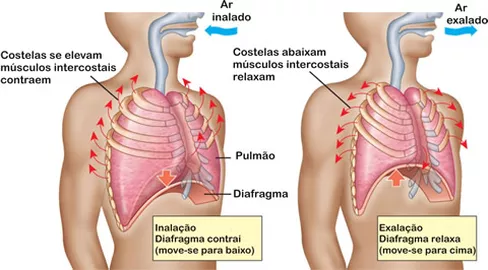 Ar
inalado
Costelas se elevam
músculos intercostais
contraem
Pulmão
Diafragma
Inalação
Diafragma contrai
(move-se para baixo)
Ar
exalado
Costelas abaixam
músculos intercostais
relaxam
Exalação
Diafragma relaxa
(move-se para cima)